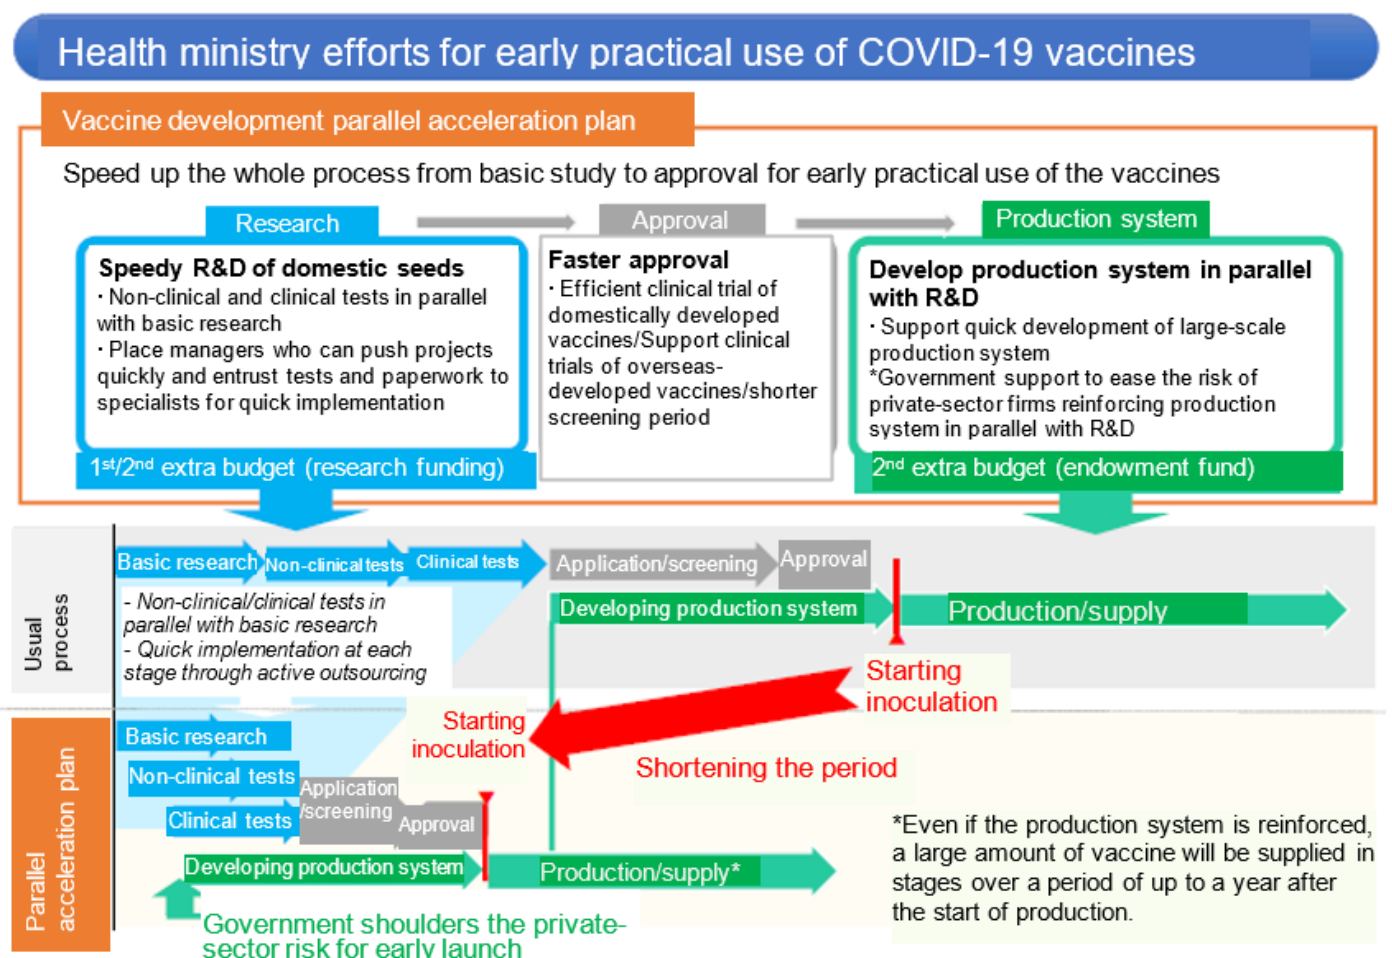 Health ministry efforts for early practical use of COVID-19 vaccines
Vaccine development parallel acceleration plan
Speed up the whole process from basic study to approval for early practical use of the vaccines
Research
Speedy R&D of domestic seeds
・Non-clinical and clinical tests in parallel
with basic research
・Place managers who can push projects
quickly and entrust tests and paperwork to
specialists for quick implementation
1st/2nd extra budget (research funding)
Approval
Faster approval
・Efficient clinical trial of
domestically developed
vaccines/Support clinical
trials of overseas-
developed vaccines/shorter
screening period
Production system
Develop production system in parallel
with R&D
・Support quick development of large-scale
production system
*Government support to ease the risk of
private-sector firms reinforcing production
system in parallel with R&D
2nd extra budget (endowment fund)
Usual
process
Basic research
Non-clinical tests
Clinical tests
Application/screening
Approval
- Non-clinical/clinical tests in
parallel with basic research
- Quick implementation at each
stage through active outsourcing
Developing production system
Production/supply
Starting
inoculation
Starting
inoculation
Shortening the period
Parallel
acceleration plan
Basic research
Non-clinical tests
Clinical tests
Application
/screening
Approval
Developing production system
Production/supply*
Government shoulders the private-
sector risk for early launch
*Even if the production system is reinforced,
a large amount of vaccine will be supplied in
stages over a period of up to a year after
the start of production.